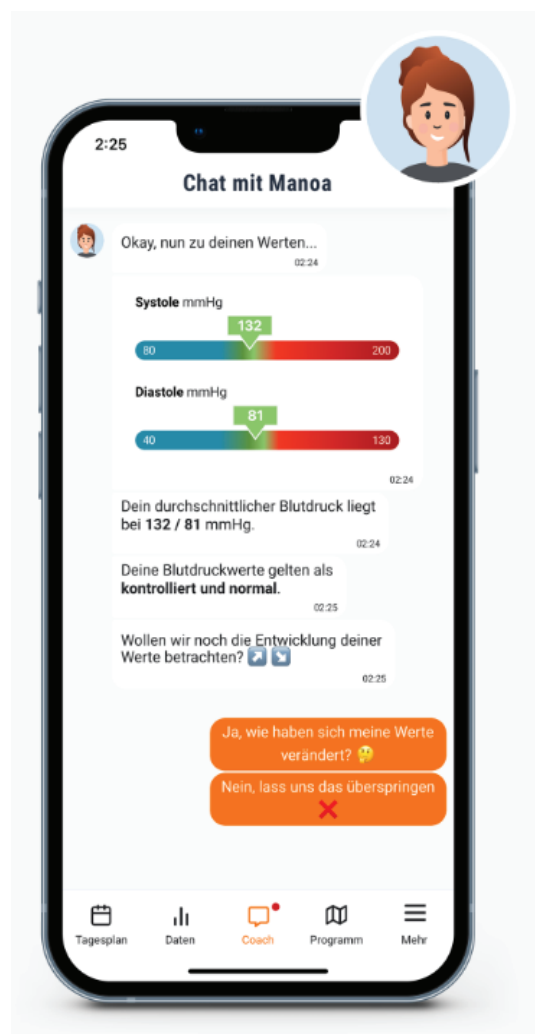 2:25
Chat mit Manoa
Okay, nun zu deinen Werten...
02:24
Systole mmHg
132
80 200
Diastole mmHg
81
40 130
02:24
Dein durchschnittlicher Blutdruck liegt
bei 132 / 81 mmHg.
02:24
Deine Blutdruckwerte gelten als
kontrolliert und normal.
02:25
Wollen wir noch die Entwicklung deiner
Werte betrachten? ↗️ ↘️
02:25
Ja, wie haben sich meine Werte
verändert? 🤔
Nein, lass uns das überspringen
❌
Tagesplan Daten Coach Programm Mehr